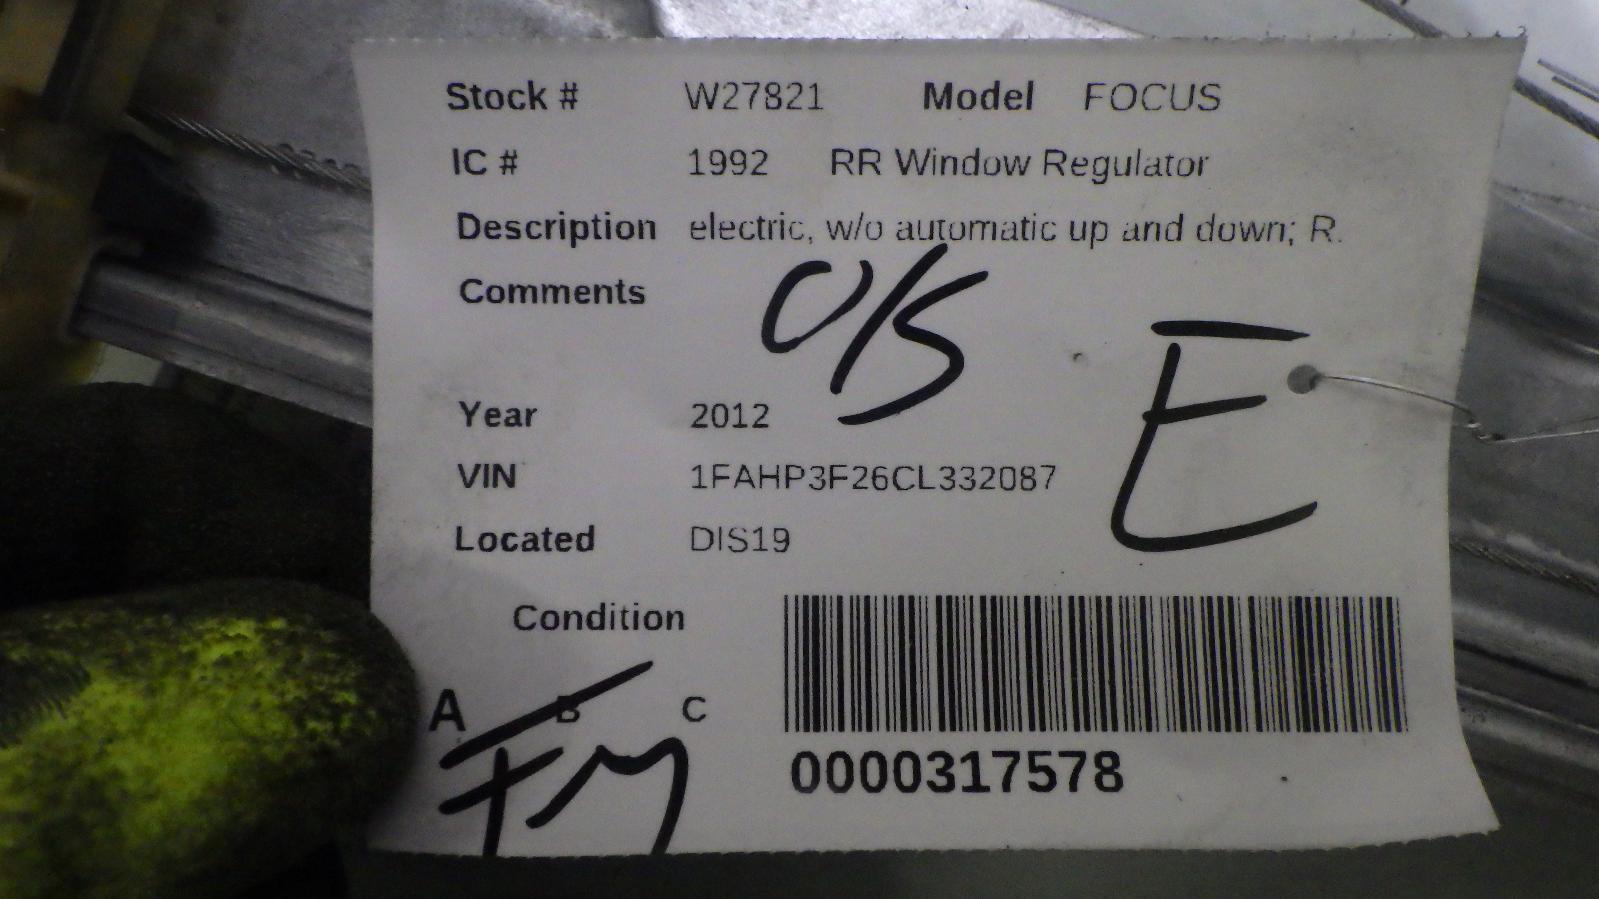 Stock # W27821 Model FOCUS
IC # 1992 RR Window Regulator
Description electric, w/o automatic up and down; R.
Comments O/S
E
Year 2012
VIN 1FAHP3F26CL332087
Located DIS19
Condition
A B C
0000317578